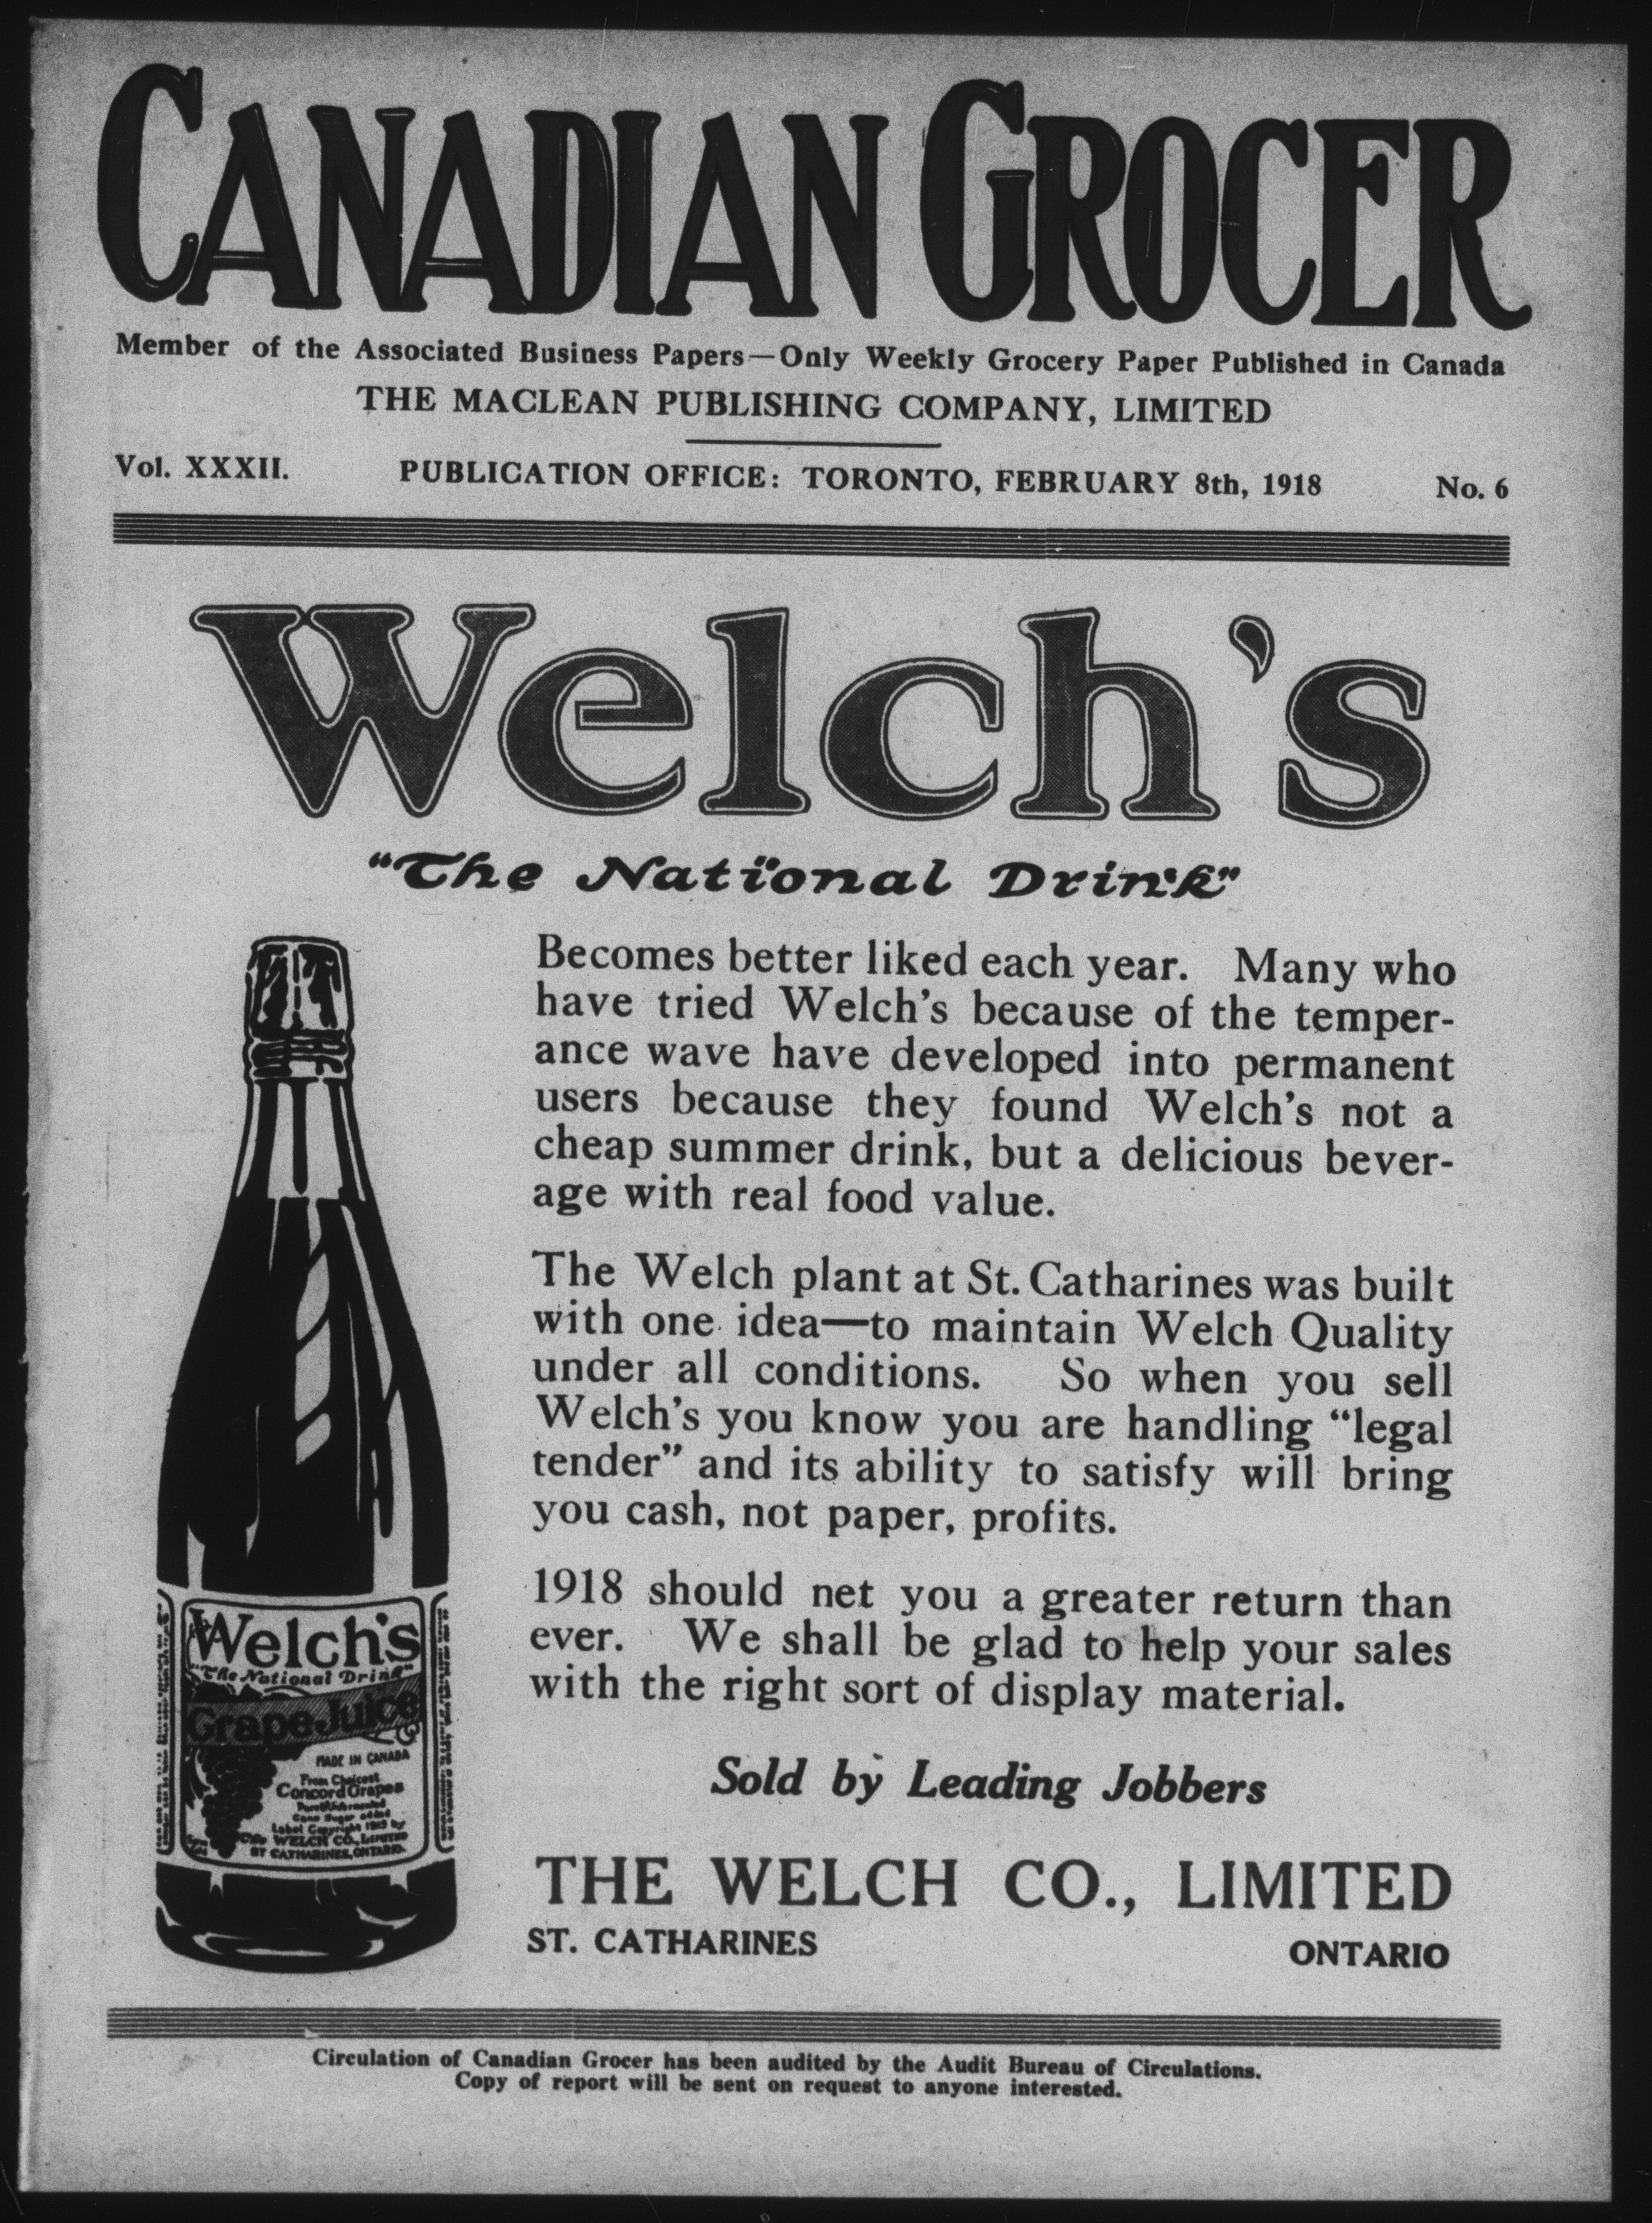 CANADIAN GROCER
Member of the Associated Business Papers—Only Weekly Grocery Paper Published in Canada
THE MACLEAN PUBLISHING COMPANY, LIMITED
Vol. XXXII. PUBLICATION OFFICE: TORONTO, FEBRUARY 8th, 1918 No. 6
Welch's
"The National Drink"
Becomes better liked each year. Many who
have tried Welch's because of the temper-
ance wave have developed into permanent
users because they found Welch's not a
cheap summer drink, but a delicious bever-
age with real food value.
The Welch plant at St. Catharines was built
with one idea—to maintain Welch Quality
under all conditions. So when you sell
Welch's you know you are handling "legal
tender" and its ability to satisfy will bring
you cash, not paper, profits.
1918 should net you a greater return than
ever. We shall be glad to help your sales
with the right sort of display material.
Sold by Leading Jobbers
THE WELCH CO., LIMITED
ST. CATHARINES ONTARIO
Welch's
"The National Drink"
Grape Juice
MADE IN CANADA
From Choicest
Concord Grapes
Cane Sugar added
Label Copyright by
The WELCH CO., LIMITED
ST CATHARINES, ONTARIO.
Circulation of Canadian Grocer has been audited by the Audit Bureau of Circulations.
Copy of report will be sent on request to anyone interested.